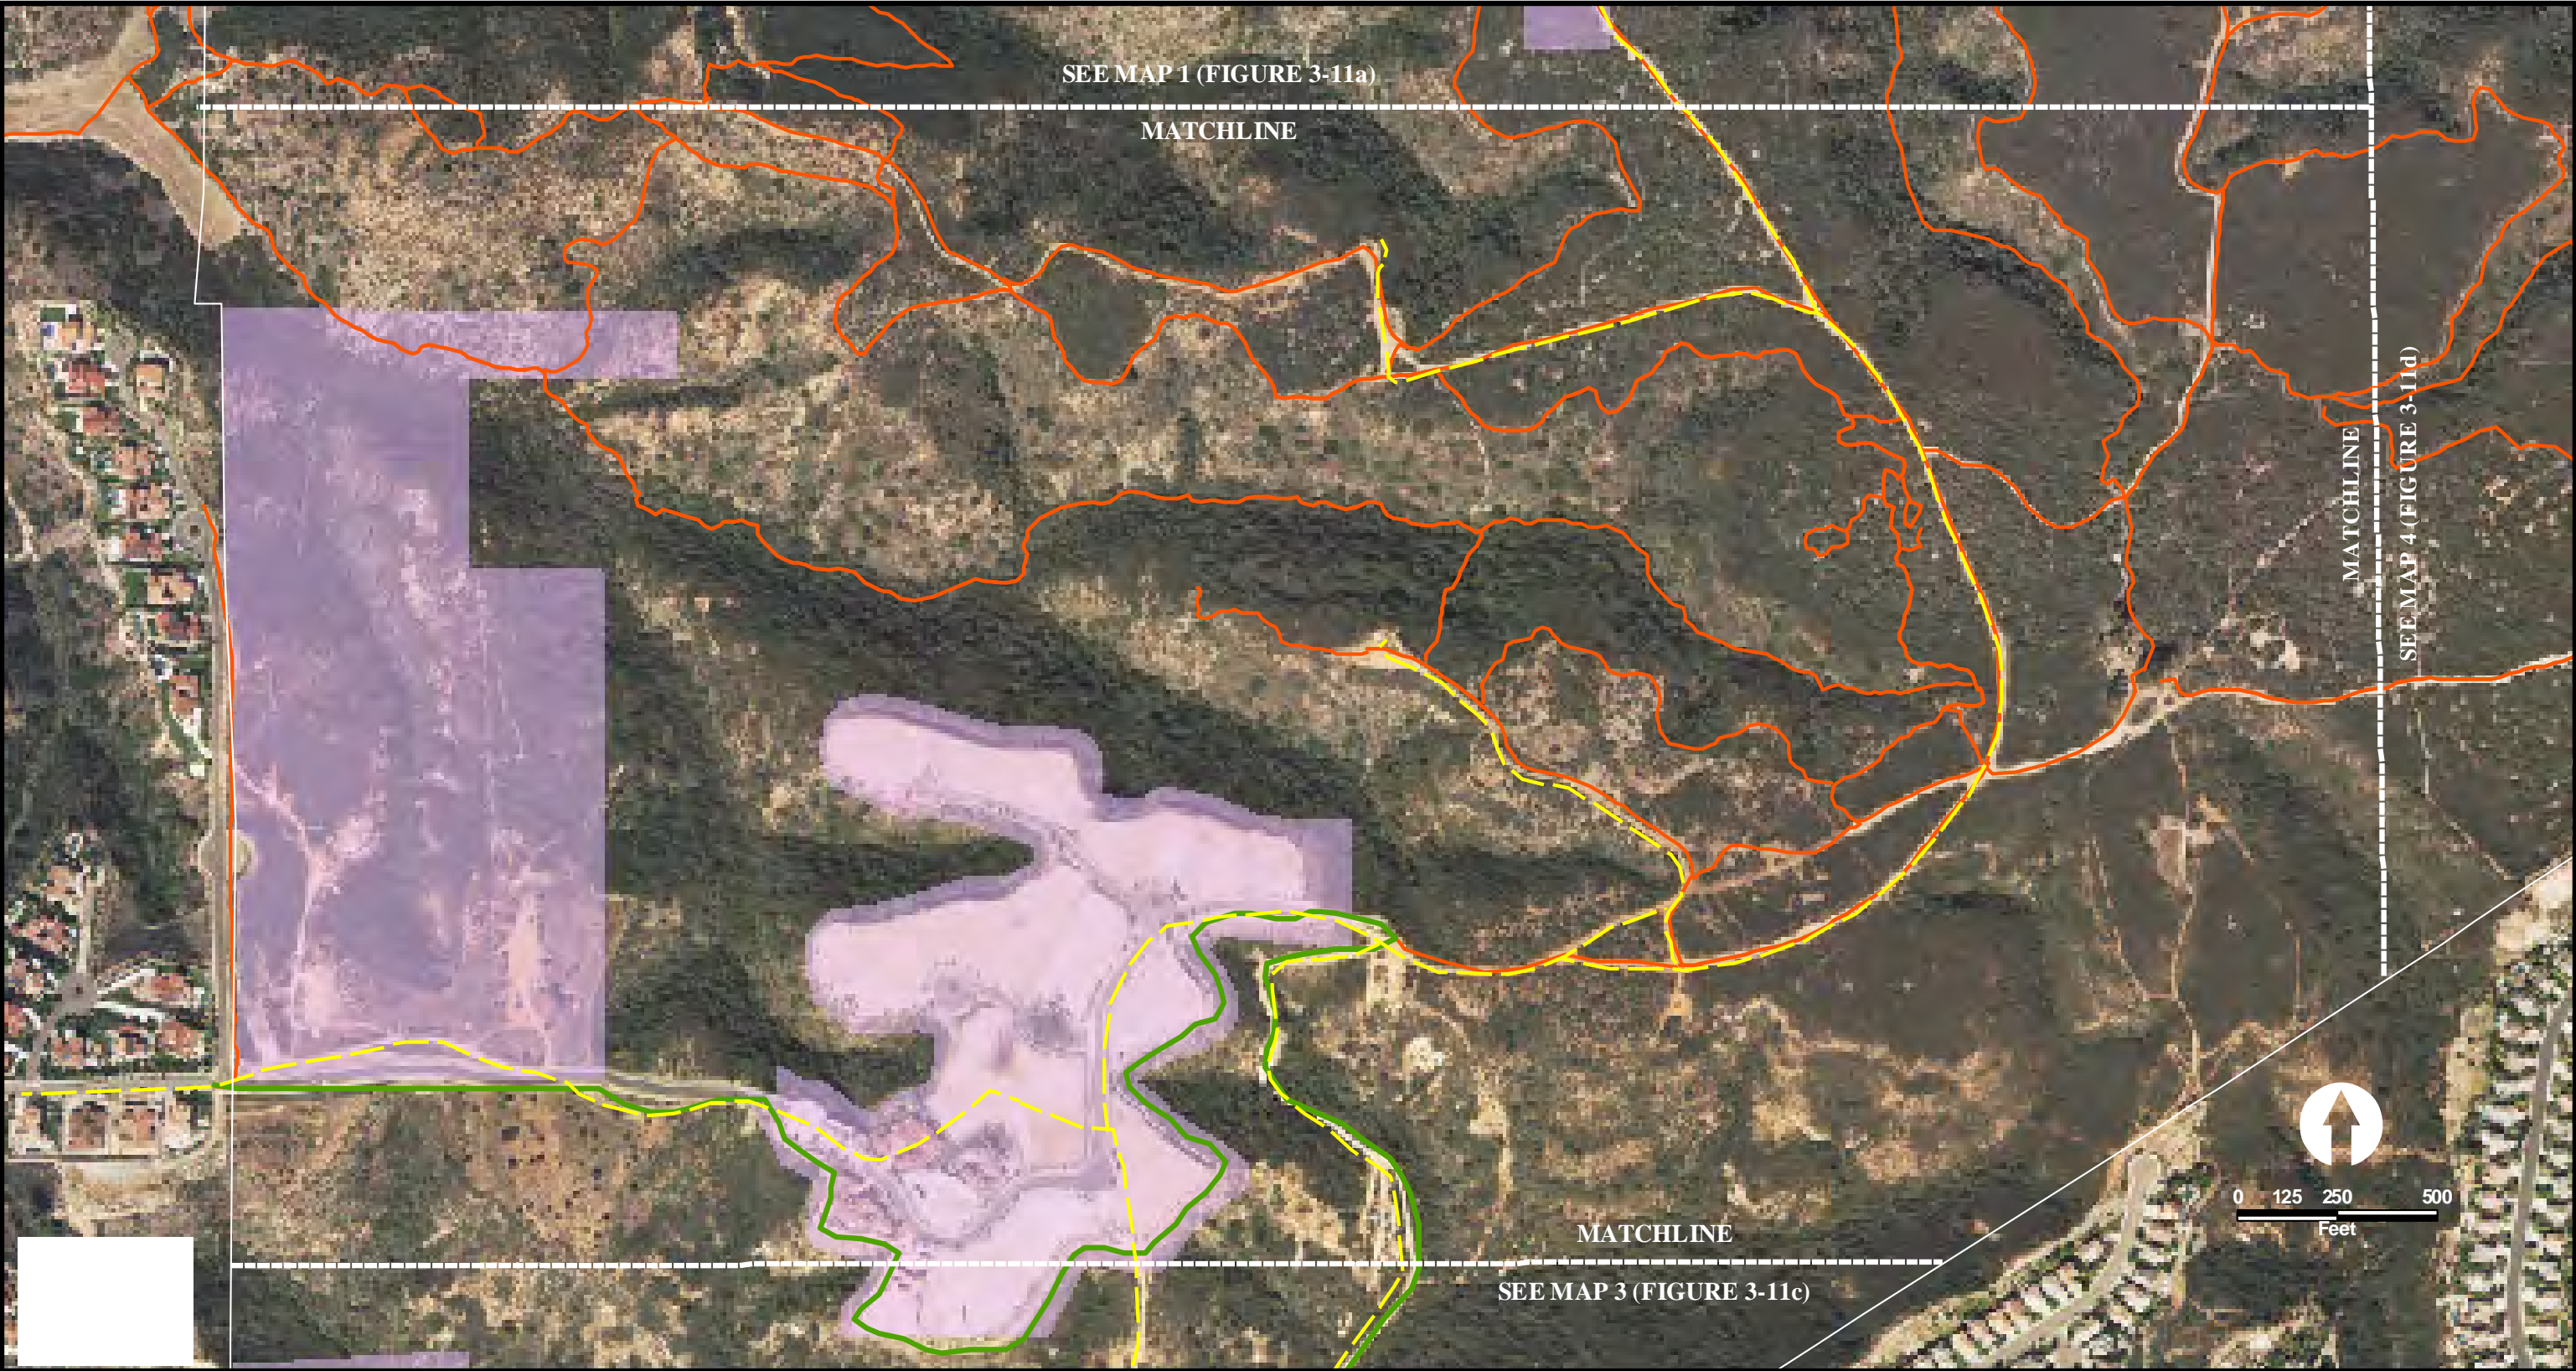 SEE MAP 1 (FIGURE 3-11a)
MATCHLINE
MATCHLINE
SEE MAP 4 (FIGURE 3-11d)
0 125 250 500
Feet
MATCHLINE
SEE MAP 3 (FIGURE 3-11c)